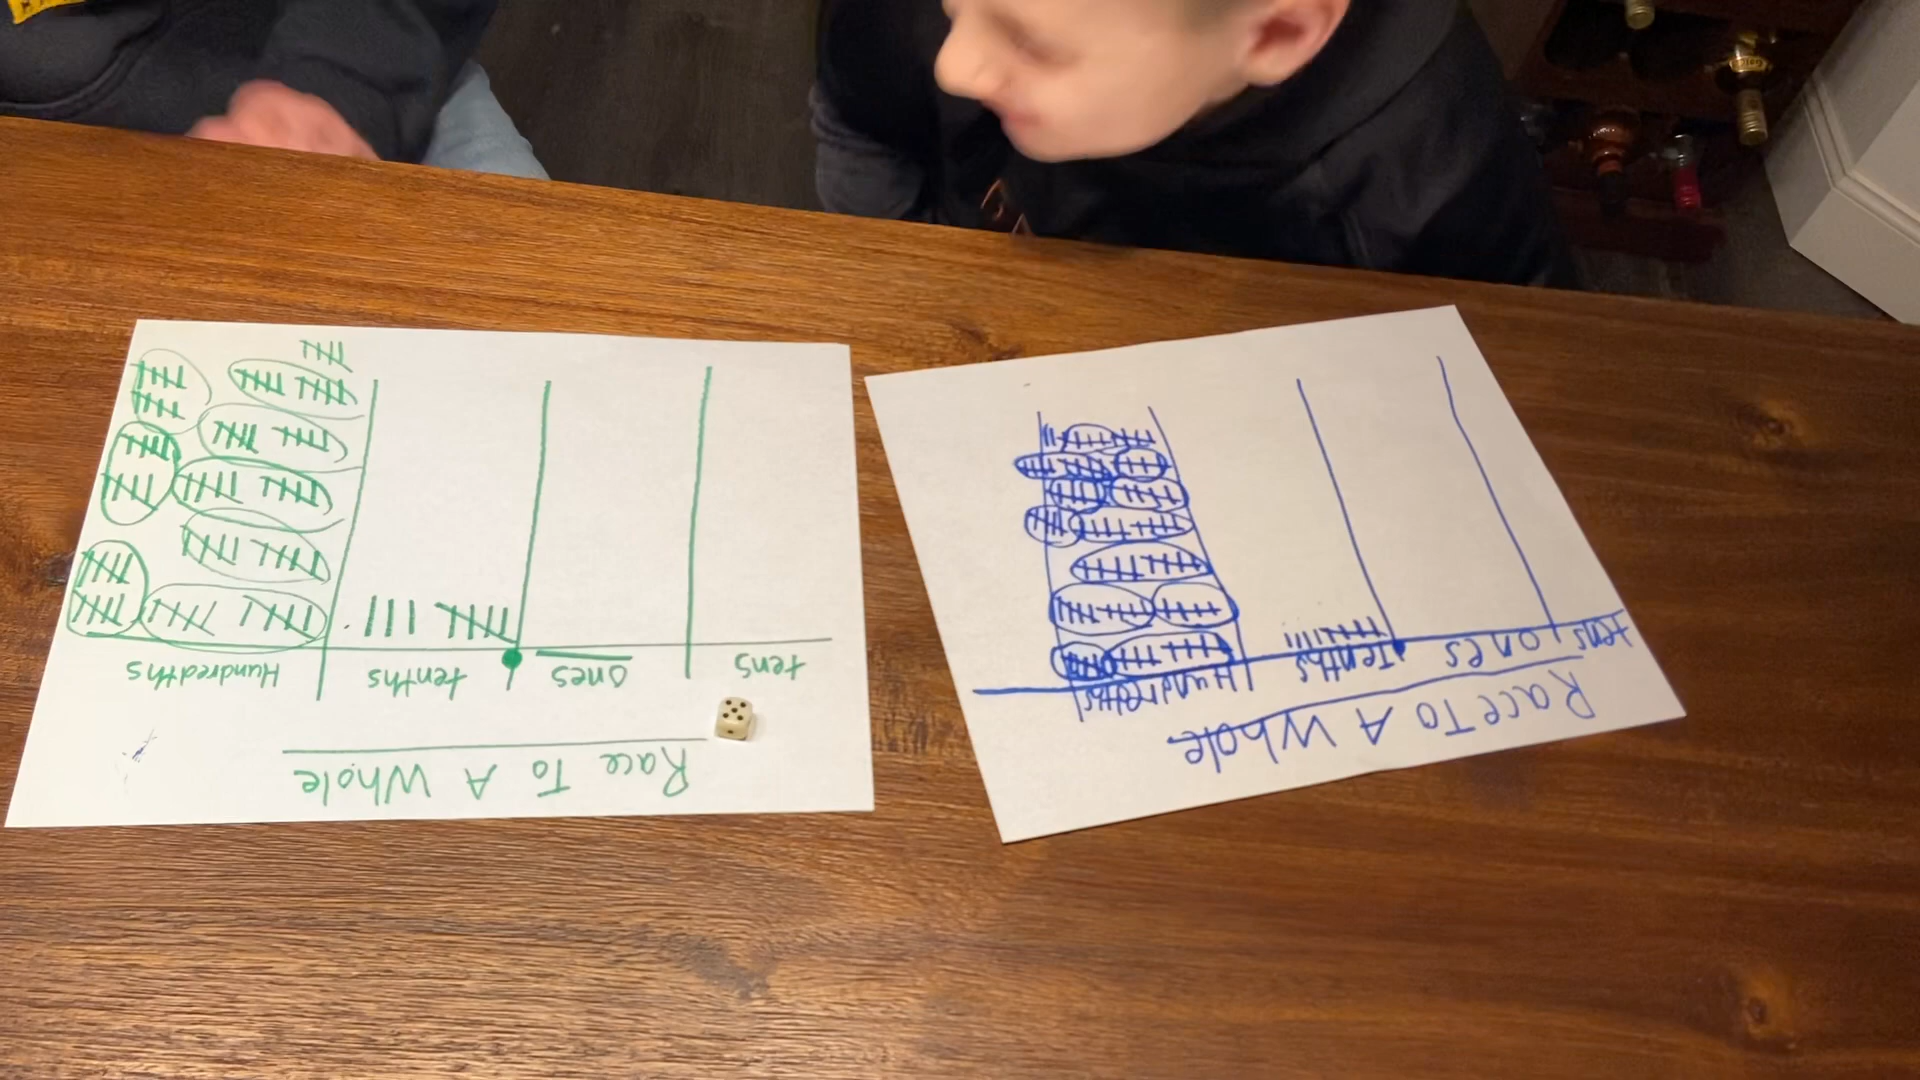 Race To A Whole
tens ones . tenths Hundredths
Race To A Whole
tens ones . tenths Hundreths